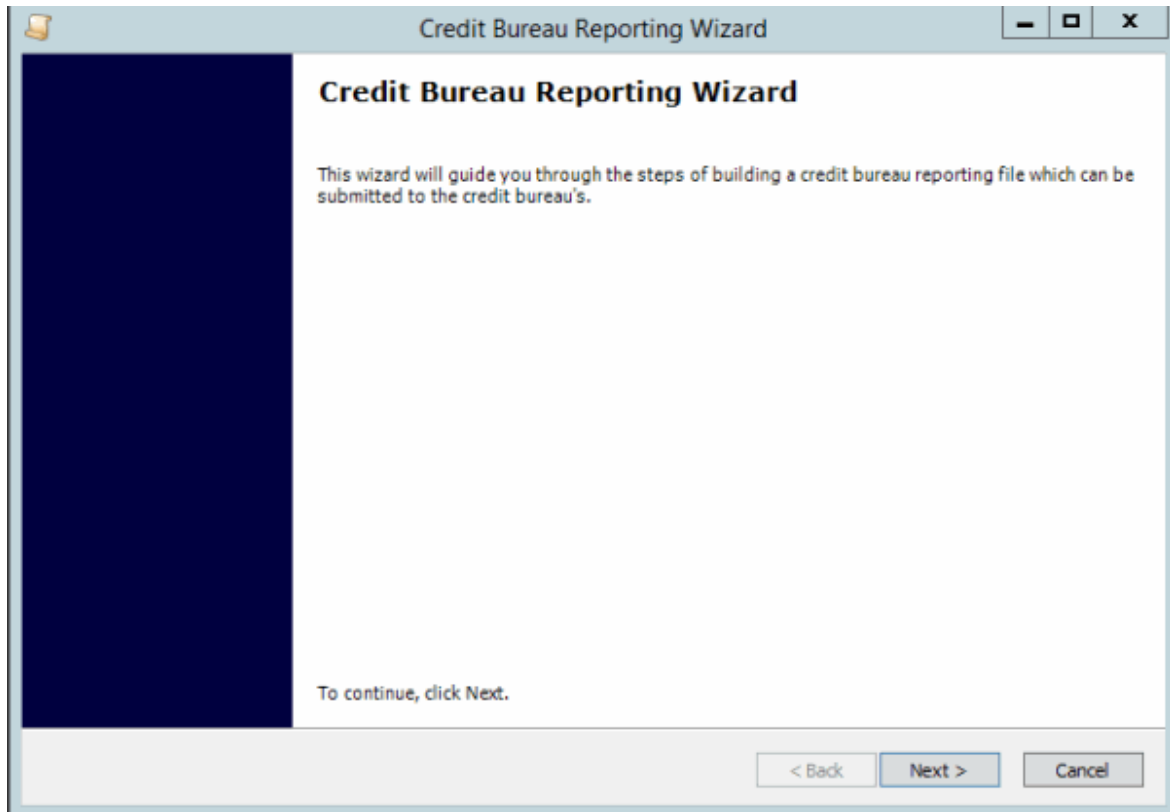 Credit Bureau Reporting Wizard
Credit Bureau Reporting Wizard
This wizard will guide you through the steps of building a credit bureau reporting file which can be
submitted to the credit bureau's.
To continue, click Next.
< Back Next > Cancel